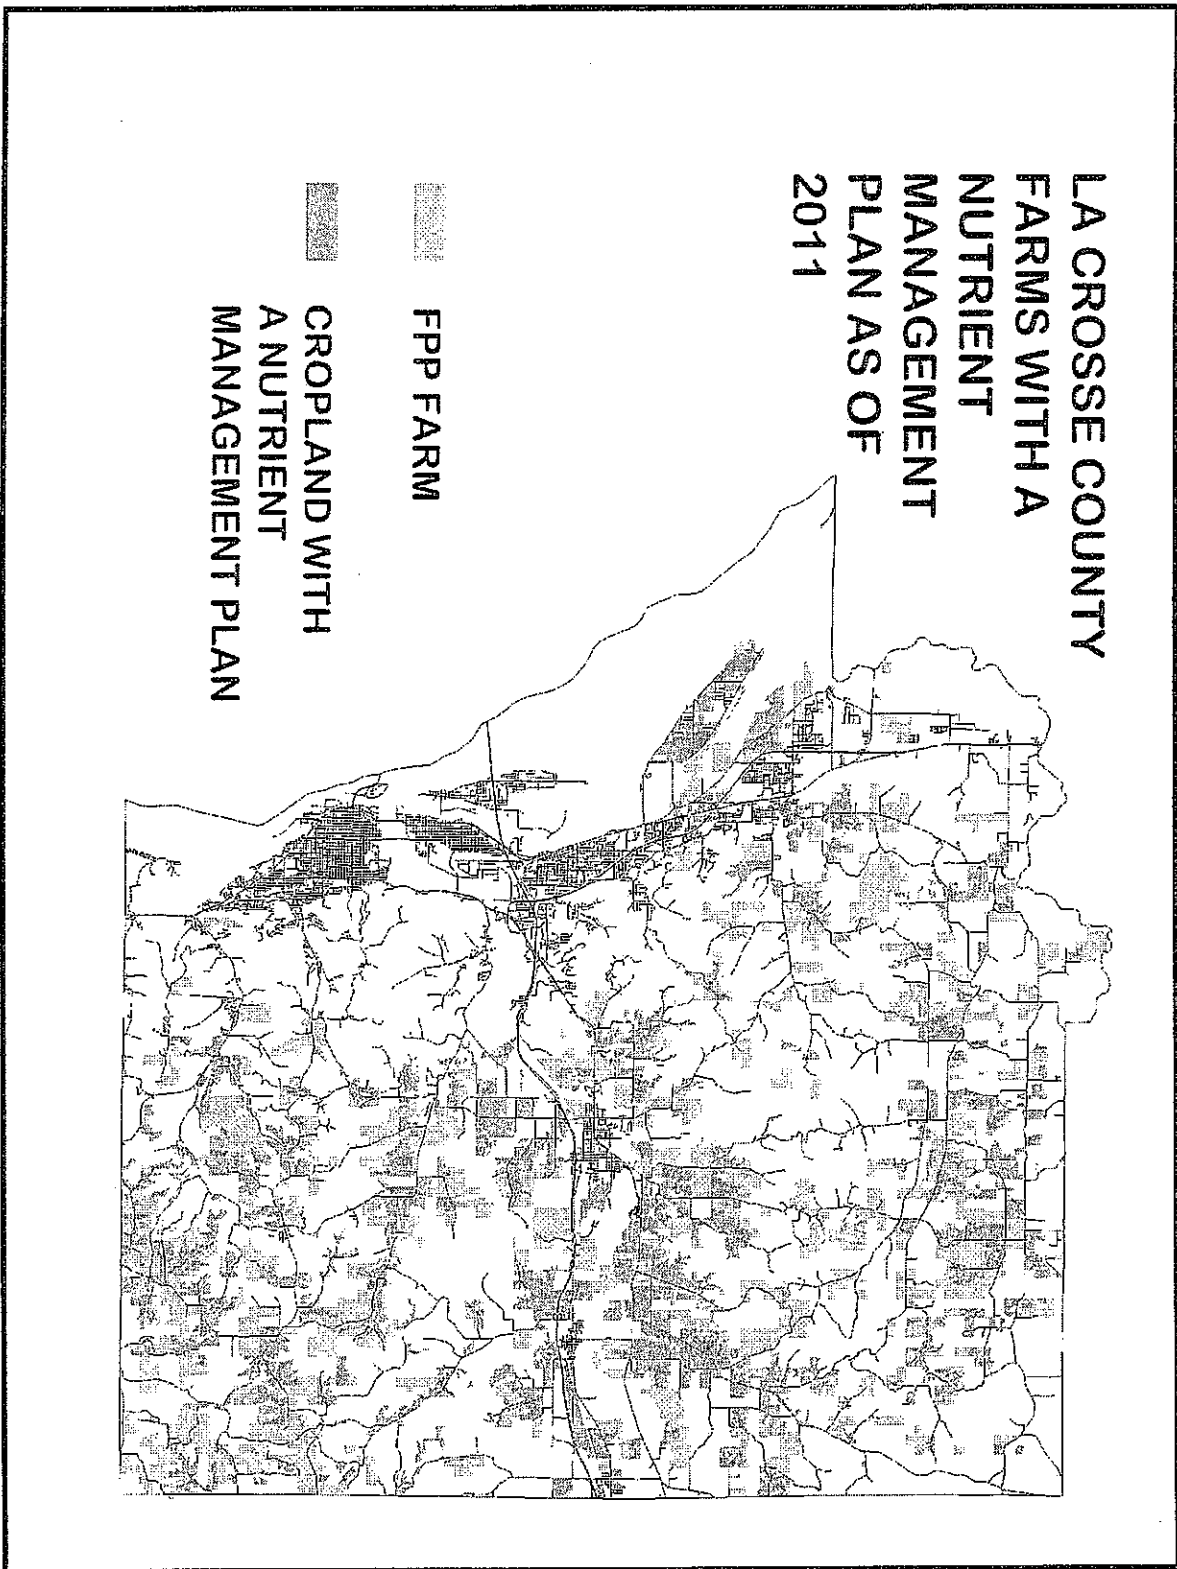 LA CROSSE COUNTY
FARMS WITH A
NUTRIENT
MANAGEMENT
PLAN AS OF
2011
FPP FARM
CROPLAND WITH
A NUTRIENT
MANAGEMENT PLAN